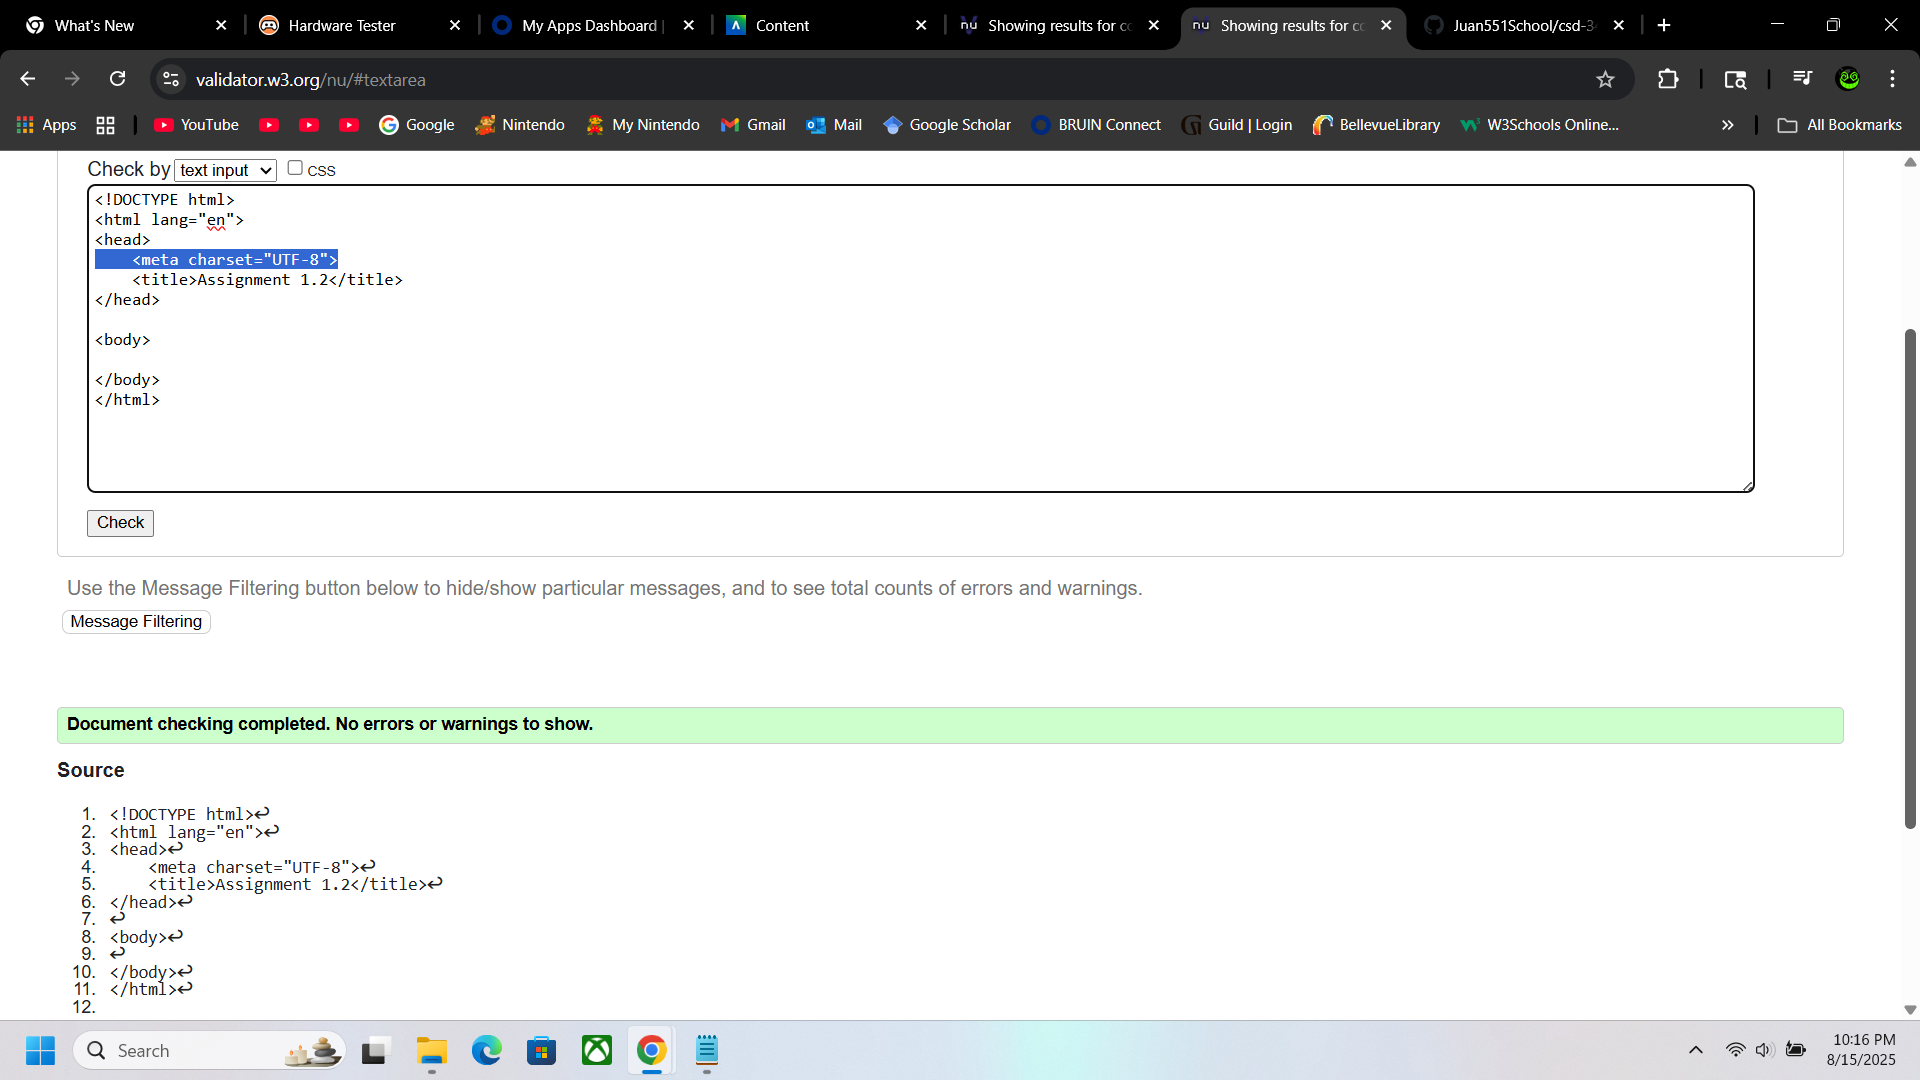 What's New
Hardware Tester
My Apps Dashboard |
Content
Showing results for co
Showing results for co
Juan551School/csd-3
validator.w3.org/nu/#textarea
Apps
YouTube
Google
Nintendo
My Nintendo
Gmail
Mail
Google Scholar
BRUIN Connect
Guild | Login
BellevueLibrary
W3Schools Online...
All Bookmarks
Check by text input CSS
<!DOCTYPE html>
<html lang="en">
<head>
    <meta charset="UTF-8">
    <title>Assignment 1.2</title>
</head>
<body>
</body>
</html>
Check
Use the Message Filtering button below to hide/show particular messages, and to see total counts of errors and warnings.
Message Filtering
Document checking completed. No errors or warnings to show.
Source
1. <!DOCTYPE html>↩
2. <html lang="en">↩
3. <head>↩
4.     <meta charset="UTF-8">↩
5.     <title>Assignment 1.2</title>↩
6. </head>↩
7. ↩
8. <body>↩
9. ↩
10. </body>↩
11. </html>↩
12.
Search
10:16 PM
8/15/2025